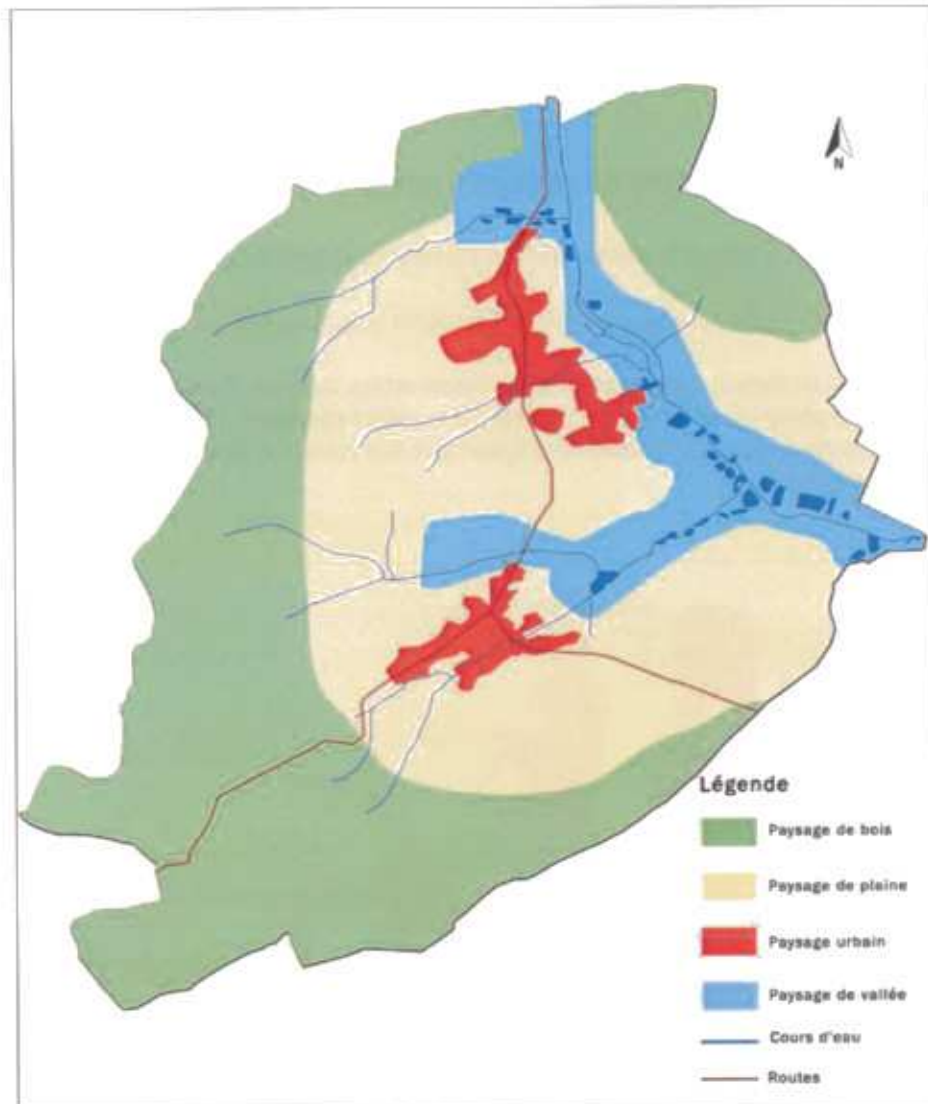 N
Légende
Paysage de bois
Paysage de plaine
Paysage urbain
Paysage de vallée
Cours d'eau
Routes